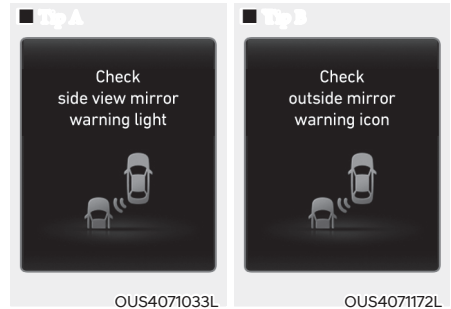 Check
side view mirror
warning light
OUS4071033L
Check
outside mirror
warning icon
OUS4071172L